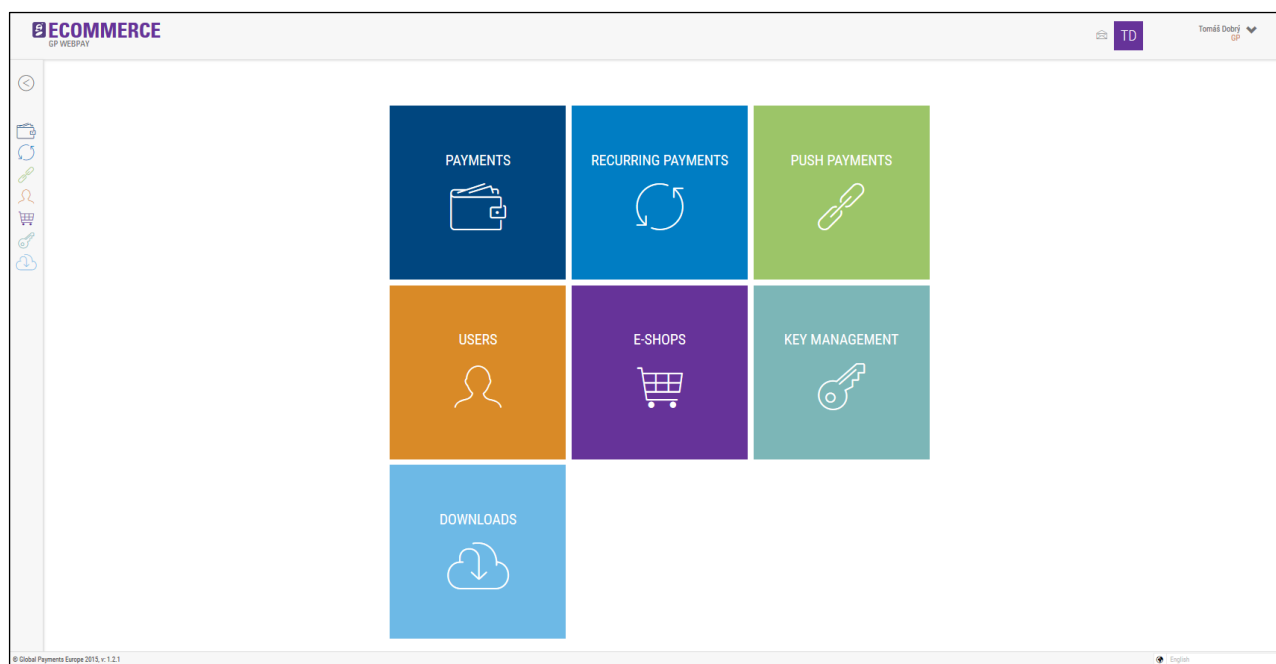 ECOMMERCE
GP WEBPAY
TD
Tomáš Dobrý
GP
PAYMENTS
RECURRING PAYMENTS
PUSH PAYMENTS
USERS
E-SHOPS
KEY MANAGEMENT
DOWNLOADS
© Global Payments Europe 2015, v: 1.2.1
English